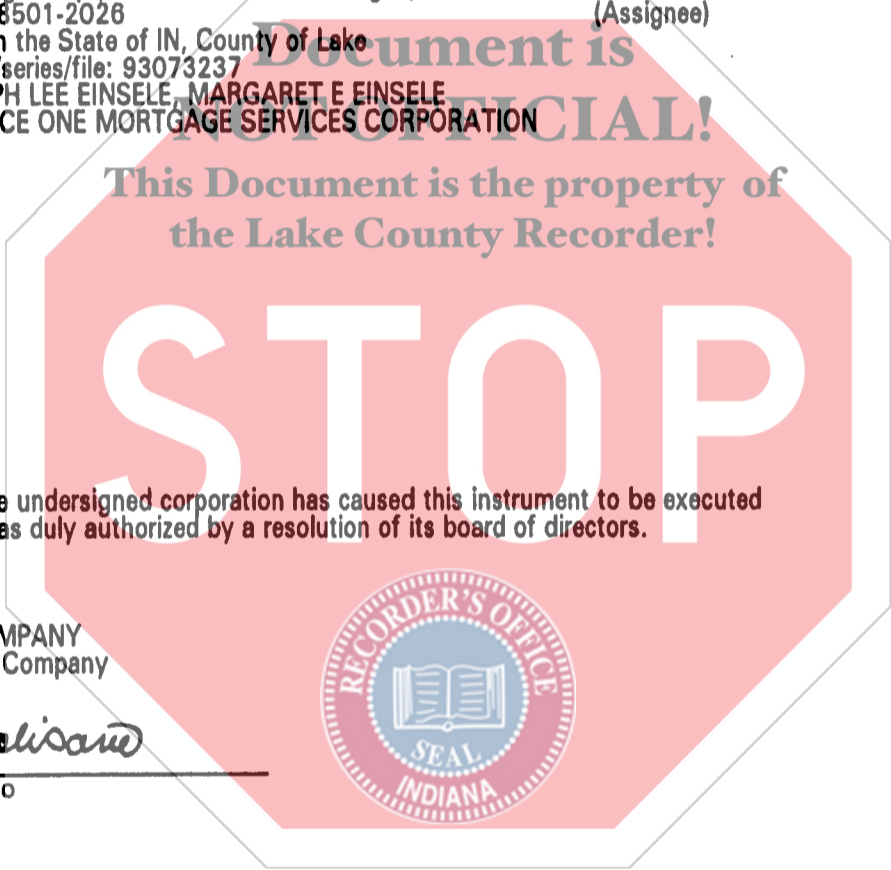 8501-2026 (Assignee)
n the State of IN, County of Lake
series/file: 93073237
PH LEE EINSELE, MARGARET E EINSELE
CE ONE MORTGAGE SERVICES CORPORATION
Document is
NOT OFFICIAL!
This Document is the property of
the Lake County Recorder!
STOP
e undersigned corporation has caused this instrument to be executed
as duly authorized by a resolution of its board of directors.
MPANY
Company
lisano
o
RECORDER'S OFFICE
SEAL
INDIANA